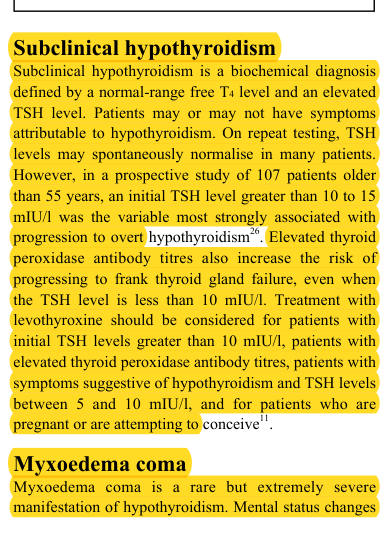 Subclinical hypothyroidism
Subclinical hypothyroidism is a biochemical diagnosis
defined by a normal-range free T4 level and an elevated
TSH level. Patients may or may not have symptoms
attributable to hypothyroidism. On repeat testing, TSH
levels may spontaneously normalise in many patients.
However, in a prospective study of 107 patients older
than 55 years, an initial TSH level greater than 10 to 15
mIU/l was the variable most strongly associated with
progression to overt hypothyroidism26. Elevated thyroid
peroxidase antibody titres also increase the risk of
progressing to frank thyroid gland failure, even when
the TSH level is less than 10 mIU/l. Treatment with
levothyroxine should be considered for patients with
initial TSH levels greater than 10 mIU/l, patients with
elevated thyroid peroxidase antibody titres, patients with
symptoms suggestive of hypothyroidism and TSH levels
between 5 and 10 mIU/l, and for patients who are
pregnant or are attempting to conceive11.
Myxoedema coma
Myxoedema coma is a rare but extremely severe
manifestation of hypothyroidism. Mental status changes